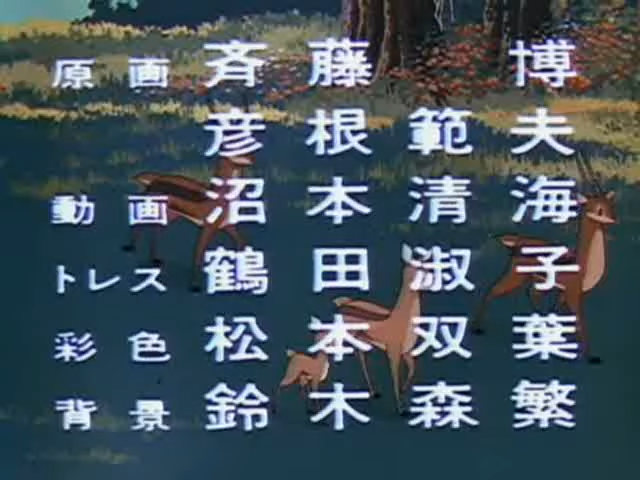 原画 斉藤 博
彦根範夫
動画 沼本清海
トレス 鶴田淑子
彩色 松本双葉
背景 鈴木森繁